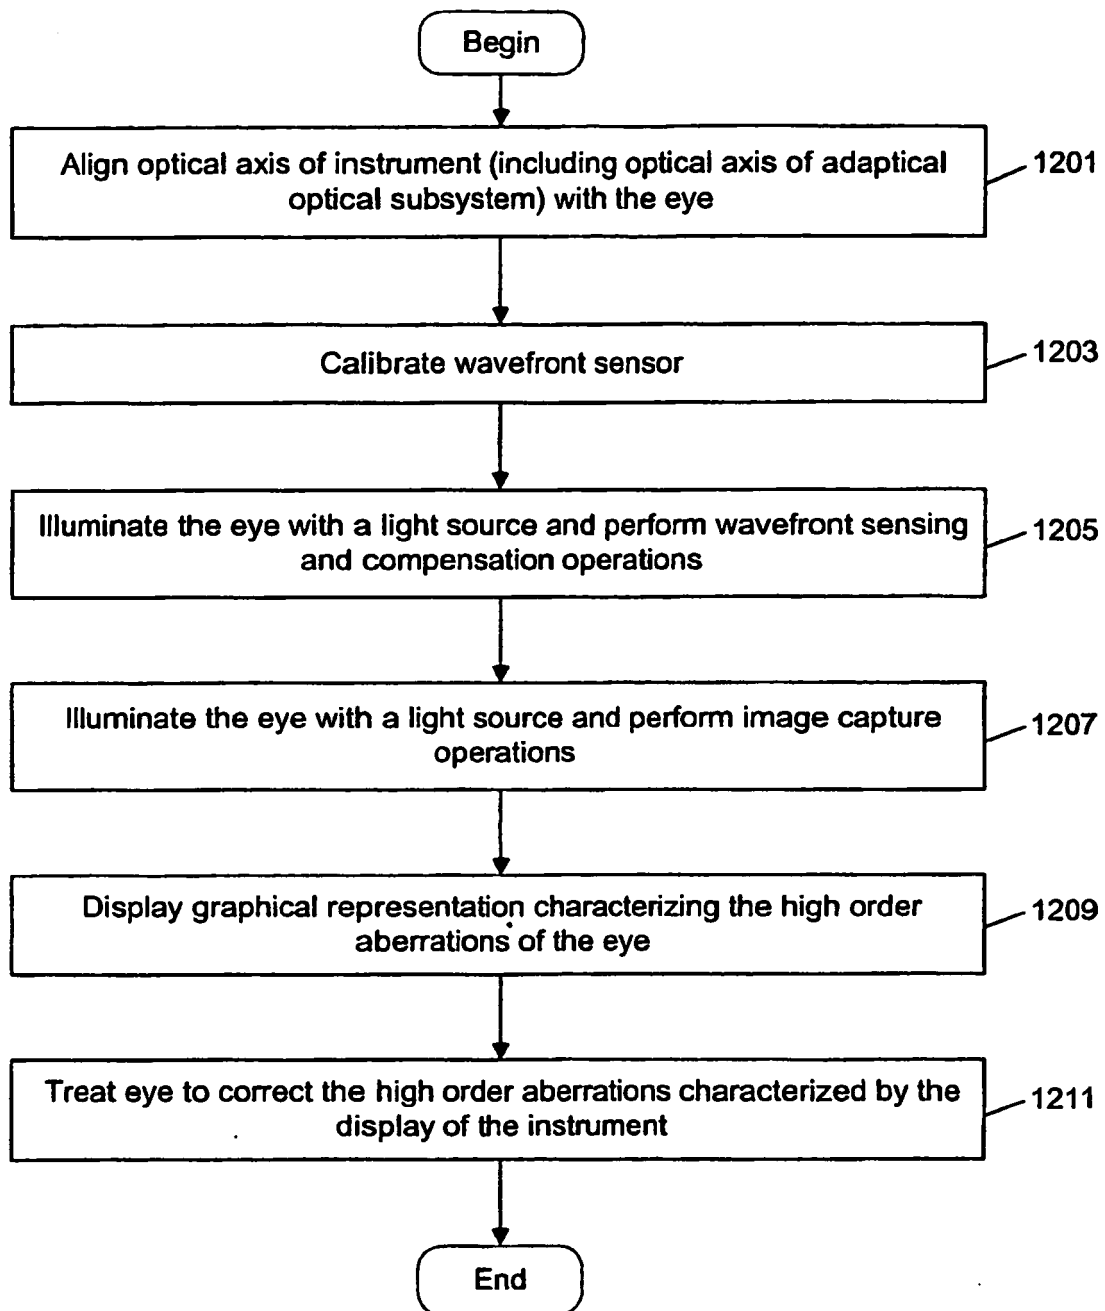 Begin
Align optical axis of instrument (including optical axis of adaptical
optical subsystem) with the eye
1201
Calibrate wavefront sensor
1203
Illuminate the eye with a light source and perform wavefront sensing
and compensation operations
1205
Illuminate the eye with a light source and perform image capture
operations
1207
Display graphical representation characterizing the high order
aberrations of the eye
1209
Treat eye to correct the high order aberrations characterized by the
display of the instrument
1211
End